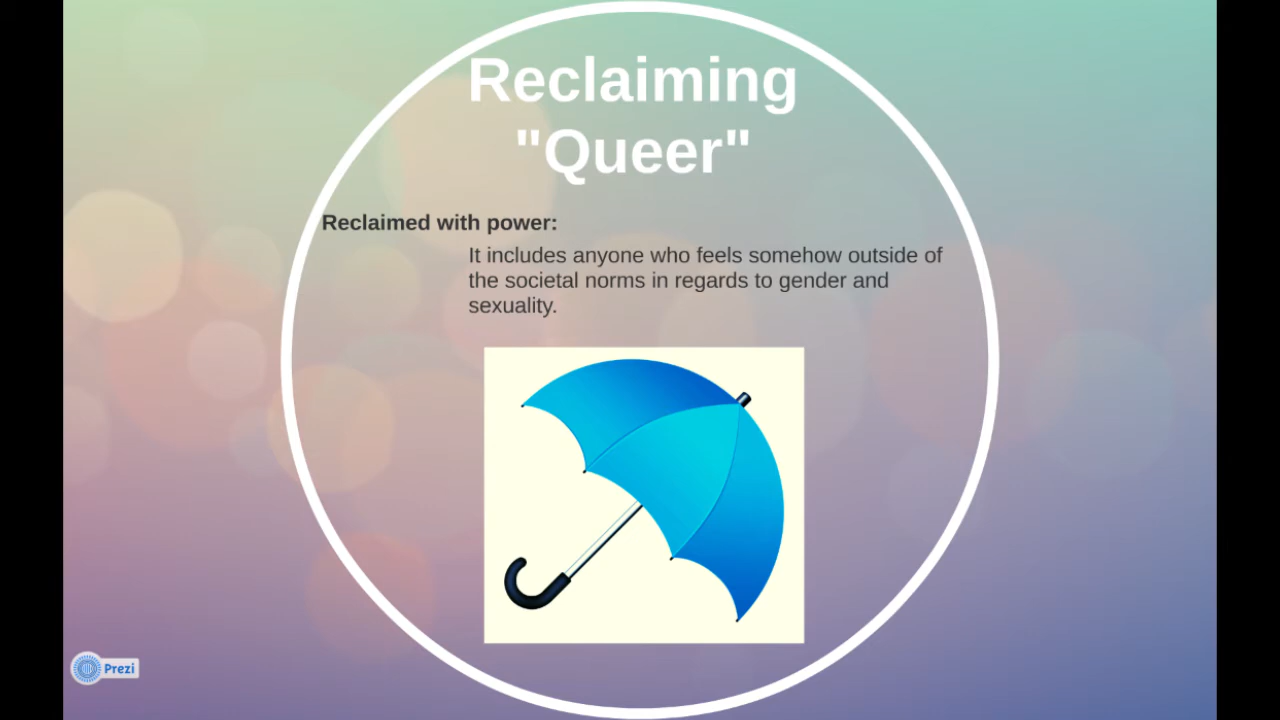 Reclaiming
"Queer"
Reclaimed with power:
It includes anyone who feels somehow outside of
the societal norms in regards to gender and
sexuality.
Prezi